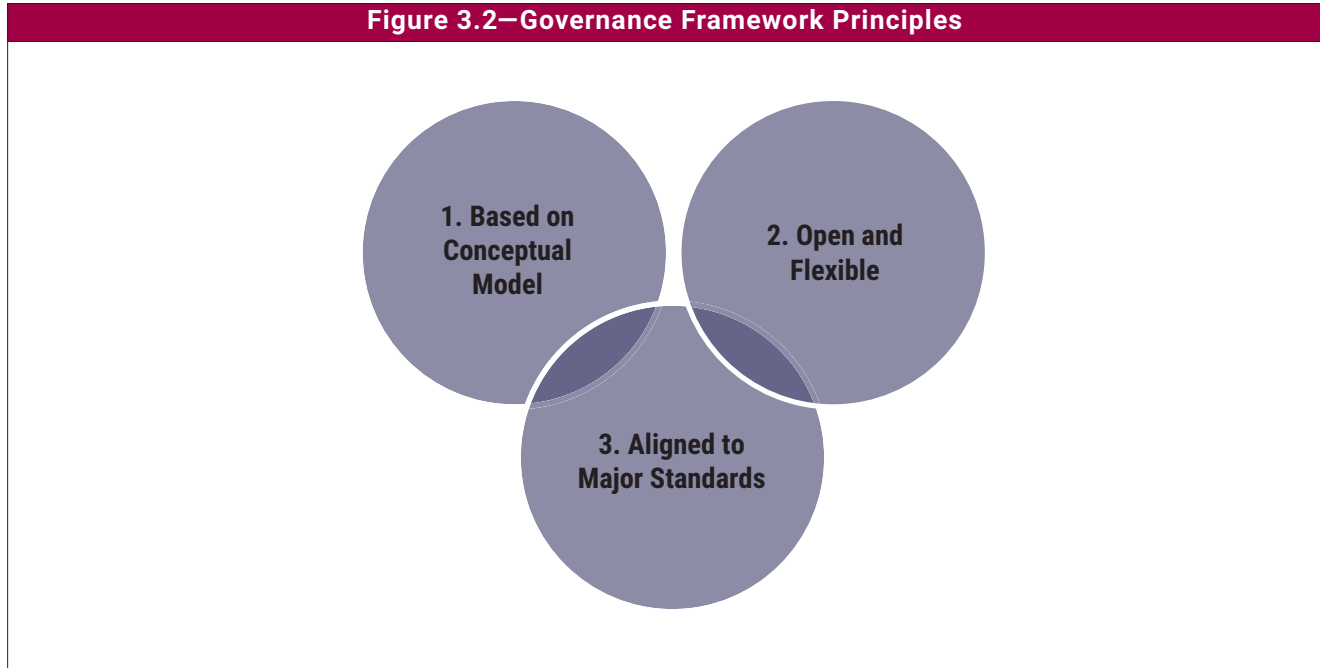 Figure 3.2—Governance Framework Principles
1. Based on
Conceptual
Model
2. Open and
Flexible
3. Aligned to
Major Standards